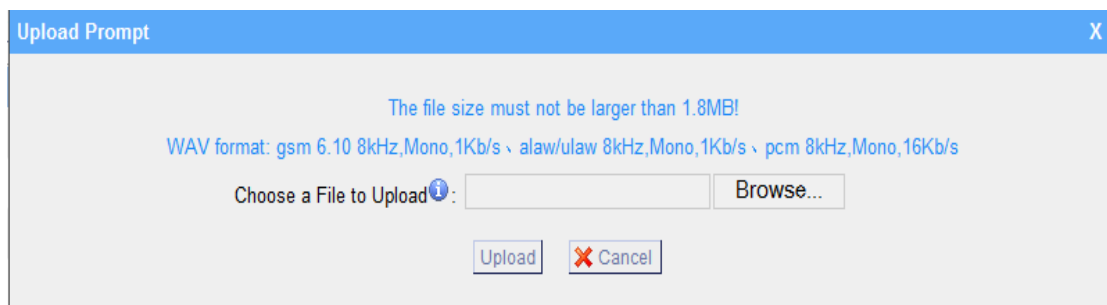 Upload Prompt X
The file size must not be larger than 1.8MB!
WAV format: gsm 6.10 8kHz,Mono,1Kb/s、alaw/ulaw 8kHz,Mono,1Kb/s、pcm 8kHz,Mono,16Kb/s
Choose a File to Upload i : Browse...
Upload Cancel